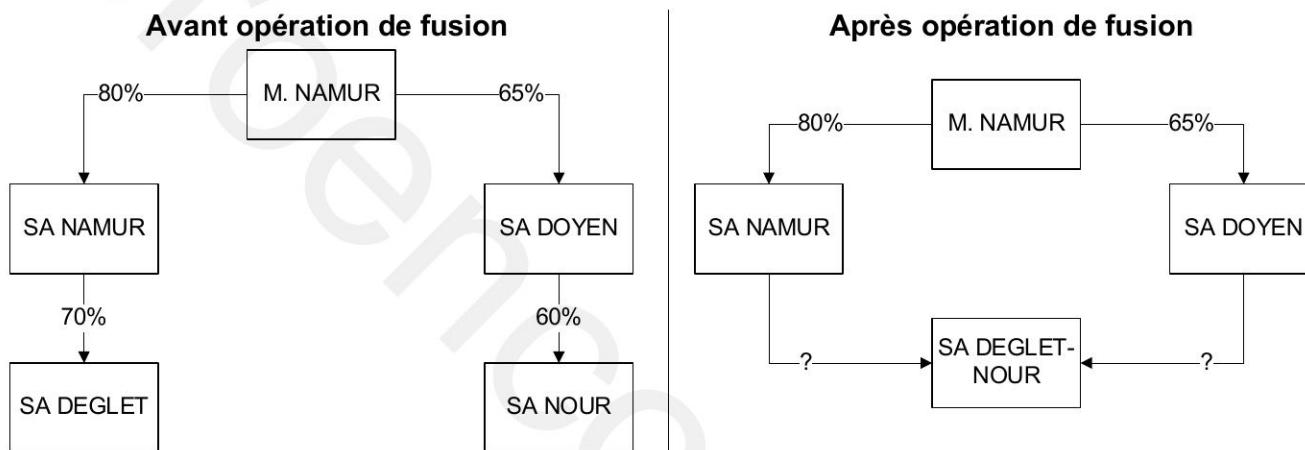 Avant opération de fusion
M. NAMUR
80%
65%
SA NAMUR
SA DOYEN
70%
60%
SA DEGLET
SA NOUR
Après opération de fusion
M. NAMUR
80%
65%
SA NAMUR
SA DOYEN
?
?
SA DEGLET-
NOUR